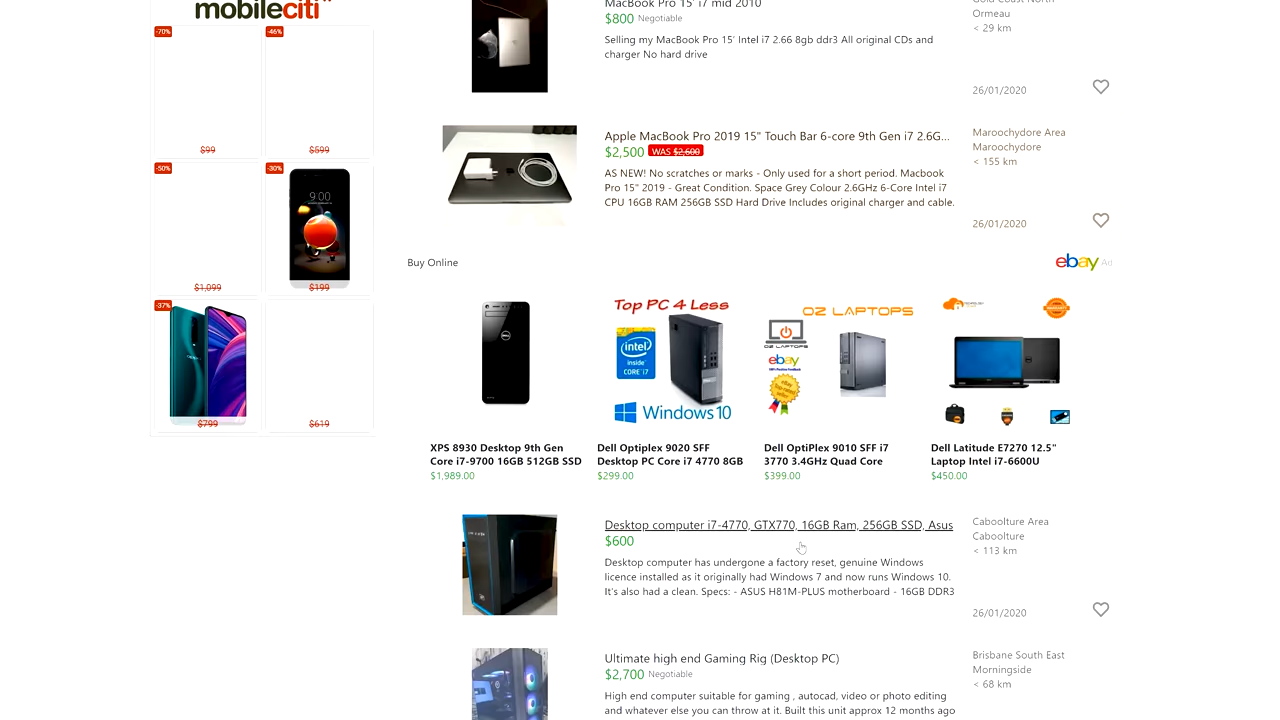 mobileciti
-70%
-46%
$99
$599
-50%
-30%
9:00
$1,099
$199
-37%
$799
$619
MacBook Pro 15' i7 mid 2010
$800 Negotiable
Selling my MacBook Pro 15' Intel i7 2.66 8gb ddr3 All original CDs and
charger No hard drive
Gold Coast North
Ormeau
< 29 km
26/01/2020
Apple MacBook Pro 2019 15" Touch Bar 6-core 9th Gen i7 2.6G...
$2,500 WAS $2,600
AS NEW! No scratches or marks - Only used for a short period. Macbook
Pro 15" 2019 - Great Condition. Space Grey Colour 2.6GHz 6-Core Intel i7
CPU 16GB RAM 256GB SSD Hard Drive Includes original charger and cable.
Maroochydore Area
Maroochydore
< 155 km
26/01/2020
Buy Online
ebay
DELL
Top PC 4 Less
intel
inside
CORE i7
Windows 10
OZ LAPTOPS
OZ LAPTOPS
ebay
XPS 8930 Desktop 9th Gen
Core i7-9700 16GB 512GB SSD
$1,989.00
Dell Optiplex 9020 SFF
Desktop PC Core i7 4770 8GB
$299.00
Dell OptiPlex 9010 SFF i7
3770 3.4GHz Quad Core
$399.00
Dell Latitude E7270 12.5"
Laptop Intel i7-6600U
$450.00
Desktop computer i7-4770, GTX770, 16GB Ram, 256GB SSD, Asus
$600
Desktop computer has undergone a factory reset, genuine Windows
licence installed as it originally had Windows 7 and now runs Windows 10.
It's also had a clean. Specs: - ASUS H81M-PLUS motherboard - 16GB DDR3
Caboolture Area
Caboolture
< 113 km
26/01/2020
Ultimate high end Gaming Rig (Desktop PC)
$2,700 Negotiable
High end computer suitable for gaming , autocad, video or photo editing
and whatever else you can throw at it. Built this unit approx 12 months ago
Brisbane South East
Morningside
< 68 km